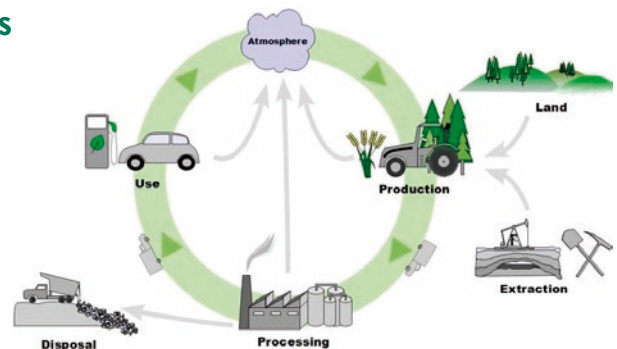 s
Atmosphere
Land
Use
Production
Extraction
Processing
Disposal